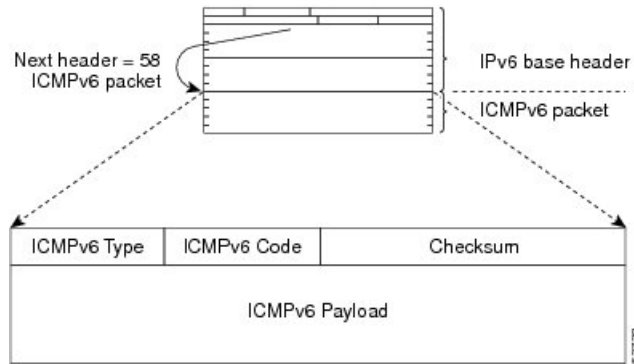 Next header = 58
ICMPv6 packet
IPv6 base header
ICMPv6 packet
ICMPv6 Type
ICMPv6 Code
Checksum
ICMPv6 Payload